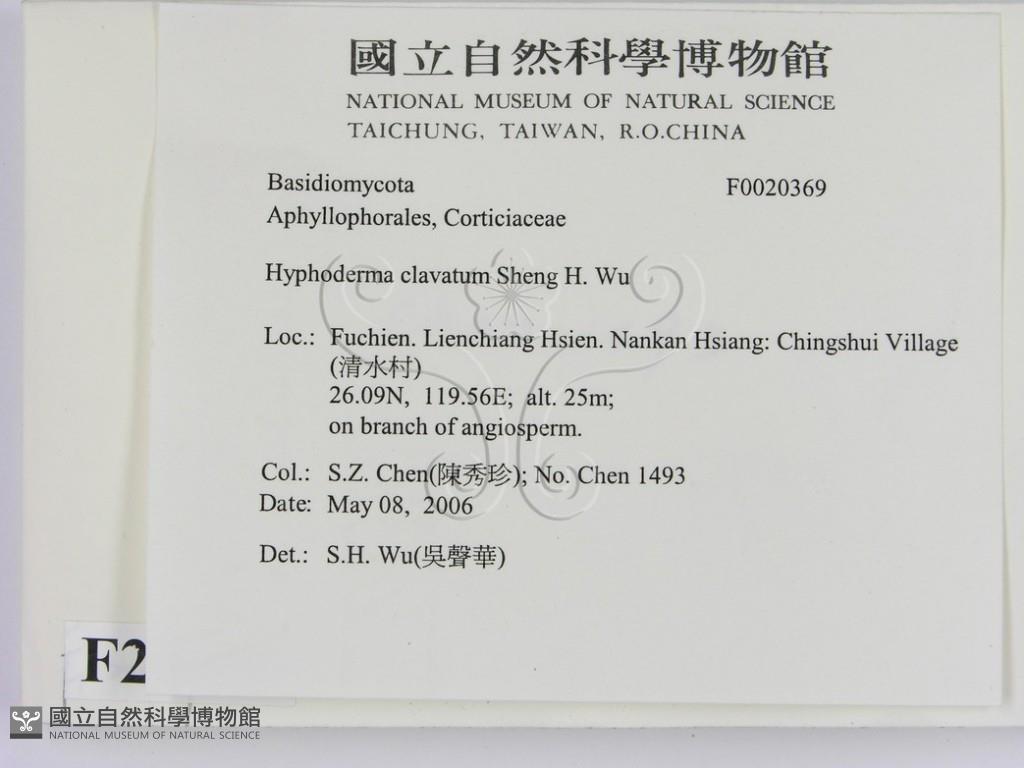 國立自然科學博物館
NATIONAL MUSEUM OF NATURAL SCIENCE
TAICHUNG, TAIWAN, R.O.CHINA
Basidiomycota F0020369
Aphyllophorales, Corticiaceae
Hyphoderma clavatum Sheng H. Wu
Loc.: Fuchien. Lienchiang Hsien. Nankan Hsiang: Chingshui Village
(清水村)
26.09N, 119.56E; alt. 25m;
on branch of angiosperm.
Col.: S.Z. Chen(陳秀珍); No. Chen 1493
Date: May 08, 2006
Det.: S.H. Wu(吳聲華)
F2
國立自然科學博物館
NATIONAL MUSEUM OF NATURAL SCIENCE